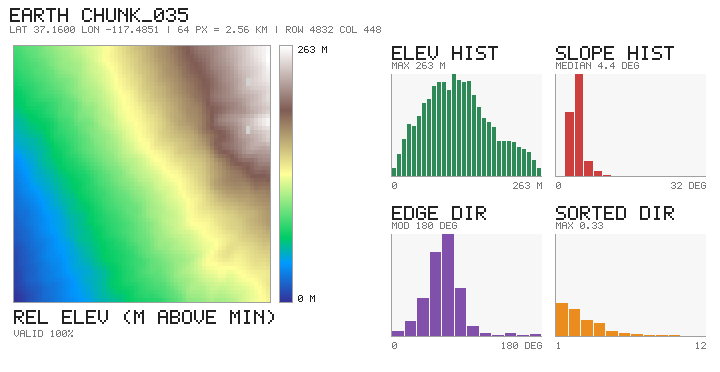 EARTH CHUNK_035
LAT 37.1600 LON -117.4851 | 64 PX = 2.56 KM | ROW 4832 COL 448
263 M
0 M
REL ELEV (M ABOVE MIN)
VALID 100%
ELEV HIST
MAX 263 M
0 263 M
SLOPE HIST
MEDIAN 4.4 DEG
0 32 DEG
EDGE DIR
MOD 180 DEG
0 180 DEG
SORTED DIR
MAX 0.33
1 12